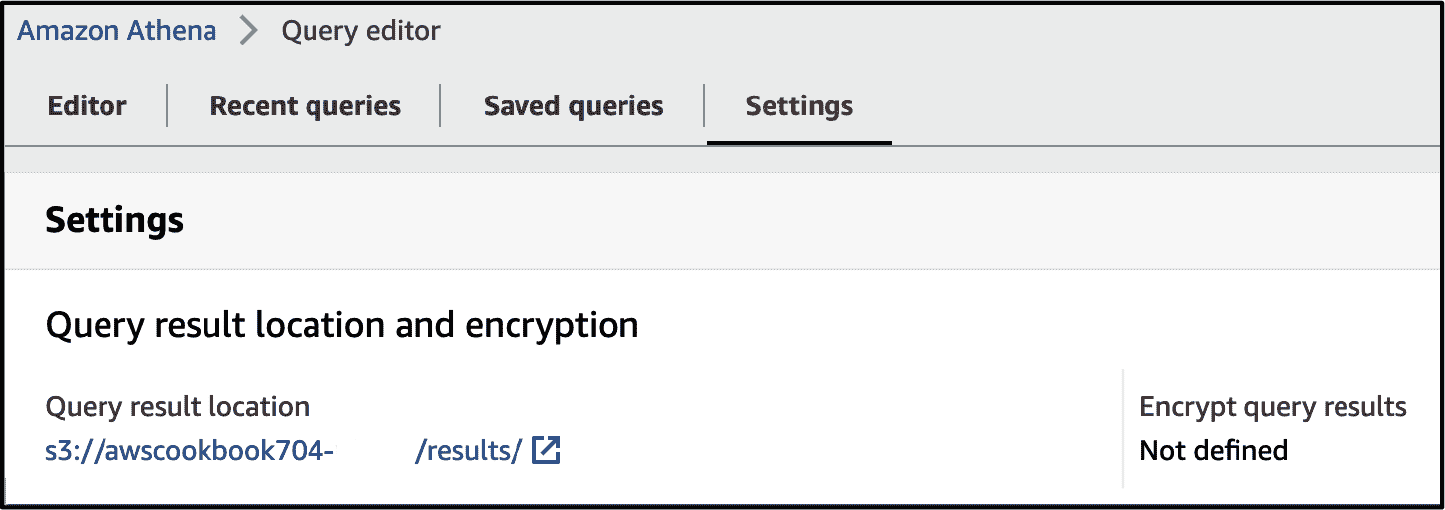 Amazon Athena > Query editor
Editor Recent queries Saved queries Settings
Settings
Query result location and encryption
Query result location
s3://awscookbook704- /results/
Encrypt query results
Not defined